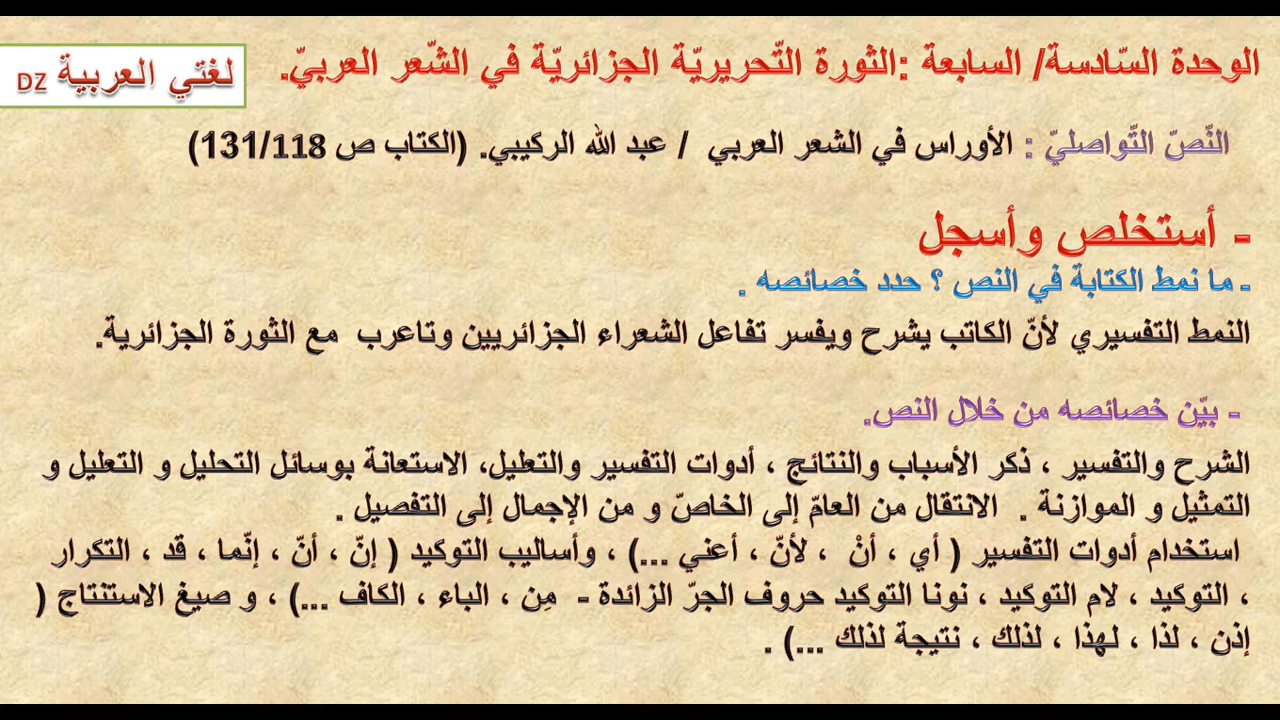 الوحدة السّادسة/ السابعة :الثورة التّحريريّة الجزائريّة في الشّعر العربيّ.
لغتي العربية DZ
النّصّ التّواصليّ : الأوراس في الشعر العربي / عبد الله الركيبي. (الكتاب ص 131/118)
- أستخلص وأسجل
- ما نمط الكتابة في النص ؟ حدد خصائصه .
النمط التفسيري لأنّ الكاتب يشرح ويفسر تفاعل الشعراء الجزائريين وتاعرب مع الثورة الجزائرية.
- بيّن خصائصه من خلال النص.
الشرح والتفسير ، ذكر الأسباب والنتائج ، أدوات التفسير والتعليل، الاستعانة بوسائل التحليل و التعليل و
التمثيل و الموازنة . الانتقال من العامّ إلى الخاصّ و من الإجمال إلى التفصيل .
استخدام أدوات التفسير ( أي ، أنْ ، لأنّ ، أعني ...) ، وأساليب التوكيد ( إنّ ، أنّ ، إنّما ، قد ، التكرار
، التوكيد ، لام التوكيد ، نونا التوكيد حروف الجرّ الزائدة - مِن ، الباء ، الكاف ...) ، و صيغ الاستنتاج (
إذن ، لذا ، لهذا ، لذلك ، نتيجة لذلك ...) .